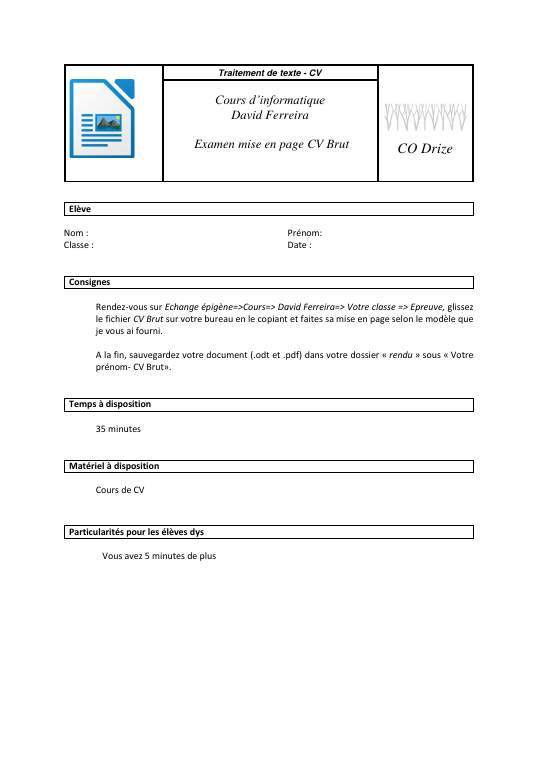 Traitement de texte - CV
Cours d'informatique
David Ferreira
Examen mise en page CV Brut
CO Drize
Elève
Nom :
Prénom:
Classe :
Date :
Consignes
Rendez-vous sur Echange épigène=>Cours=> David Ferreira=> Votre classe => Epreuve, glissez
le fichier CV Brut sur votre bureau en le copiant et faites sa mise en page selon le modèle que
je vous ai fourni.
A la fin, sauvegardez votre document (.odt et .pdf) dans votre dossier « rendu » sous « Votre
prénom- CV Brut».
Temps à disposition
35 minutes
Matériel à disposition
Cours de CV
Particularités pour les élèves dys
Vous avez 5 minutes de plus